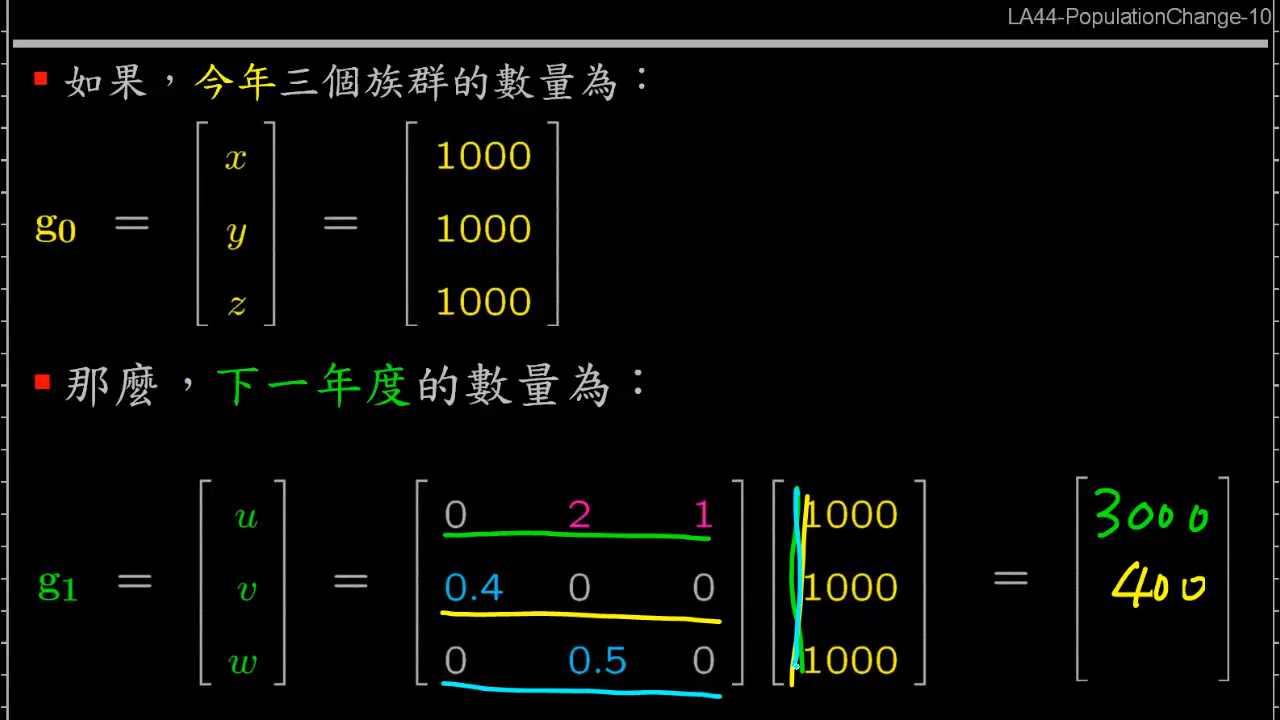 LA44-PopulationChange-10
如果，今年三個族群的數量為：
g0 = [ x y z ] = [ 1000 1000 1000 ]
那麼，下一年度的數量為：
g1 = [ u v w ] = [ 0 2 1 0.4 0 0 0 0.5 0 ] [ 1000 1000 1000 ] = [ 3000 400 ]